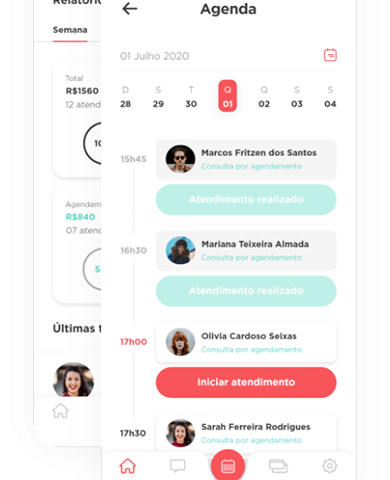 Relatório
Semana
Total
R$1560
12 atend
10
Agendam
R$840
07 atend
Últimas t
Agenda
01 Julho 2020
D S T Q Q S S
28 29 30 01 02 03 04
15h45
Marcos Fritzen dos Santos
Consulta por agendamento
Atendimento realizado
16h30
Mariana Teixeira Almada
Consulta por agendamento
Atendimento realizado
17h00
Olivia Cardoso Seixas
Consulta por agendamento
Iniciar atendimento
17h30
Sarah Ferreira Rodrigues
Consulta por agendamento